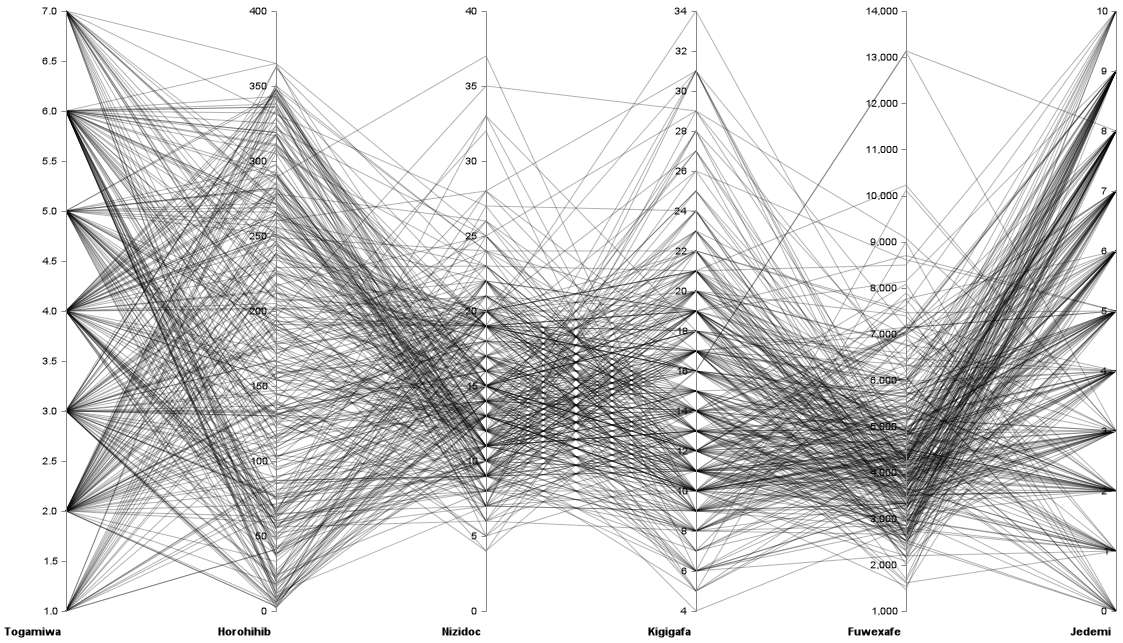 7.0 400 40 34 14,000 10
6.5 32 13,000 9
6.0 350 35 30 12,000 8
5.5 28 11,000 7
5.0 300 30 26 10,000 6
4.5 250 25 24 9,000 5
4.0 200 20 22 8,000 4
3.5 150 15 20 7,000 3
3.0 100 10 18 6,000 2
2.5 50 5 16 5,000 1
2.0 0 0 14 4,000 0
1.5 12 3,000
1.0 10 2,000
8 1,000
6
4
Togamiwa Horohihib Nizidoc Kigigafa Fuwexafe Jedemi